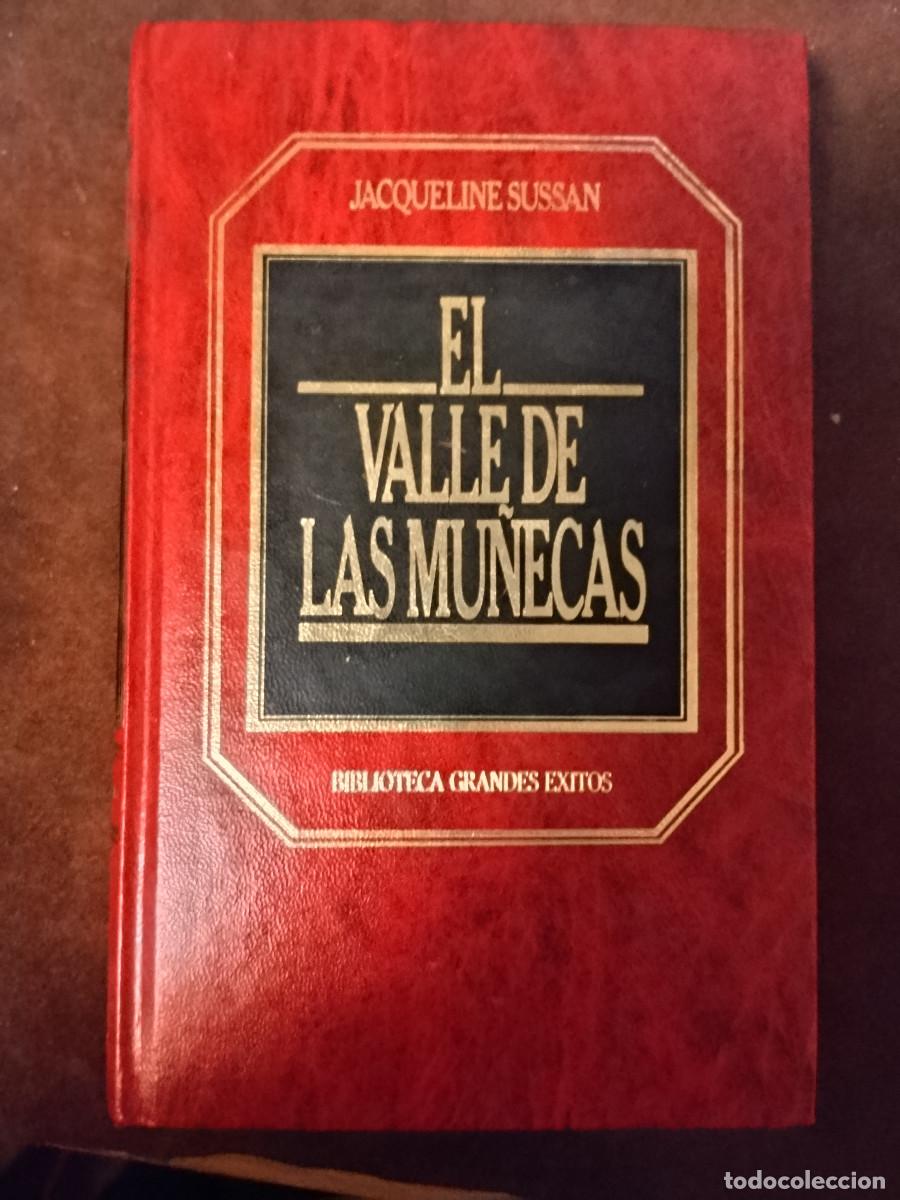 JACQUELINE SUSSAN
EL
VALLE DE
LAS MUÑECAS
BIBLIOTECA GRANDES EXITOS
todocoleccion